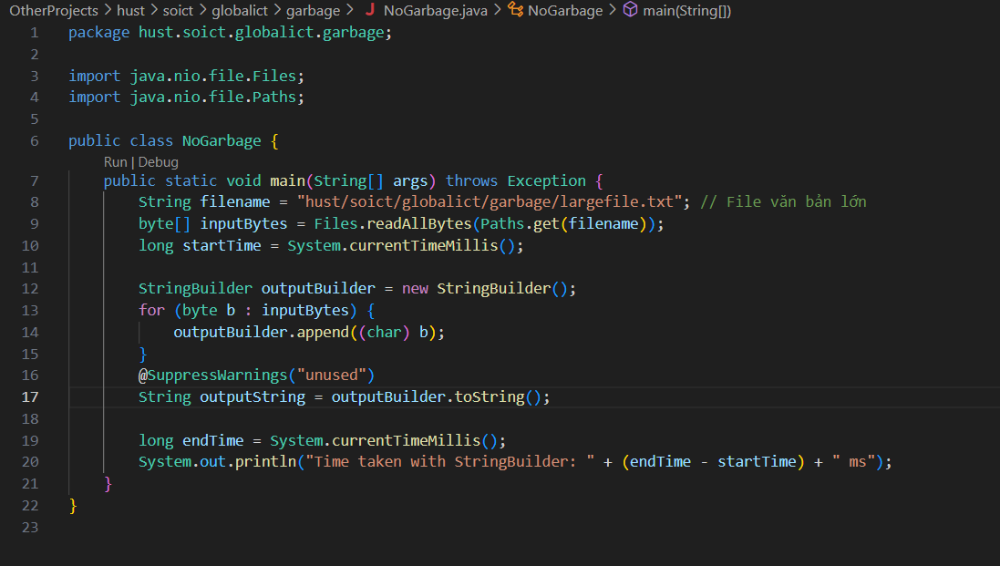 OtherProjects > hust > soict > globalict > garbage > J NoGarbage.java > NoGarbage > main(String[])
1 package hust.soict.globalict.garbage;
2
3 import java.nio.file.Files;
4 import java.nio.file.Paths;
5
6 public class NoGarbage {
Run | Debug
7 public static void main(String[] args) throws Exception {
8 String filename = "hust/soict/globalict/garbage/largefile.txt"; // File văn bản lớn
9 byte[] inputBytes = Files.readAllBytes(Paths.get(filename));
10 long startTime = System.currentTimeMillis();
11
12 StringBuilder outputBuilder = new StringBuilder();
13 for (byte b : inputBytes) {
14 outputBuilder.append((char) b);
15 }
16 @SuppressWarnings("unused")
17 String outputString = outputBuilder.toString();
18
19 long endTime = System.currentTimeMillis();
20 System.out.println("Time taken with StringBuilder: " + (endTime - startTime) + " ms");
21 }
22 }
23